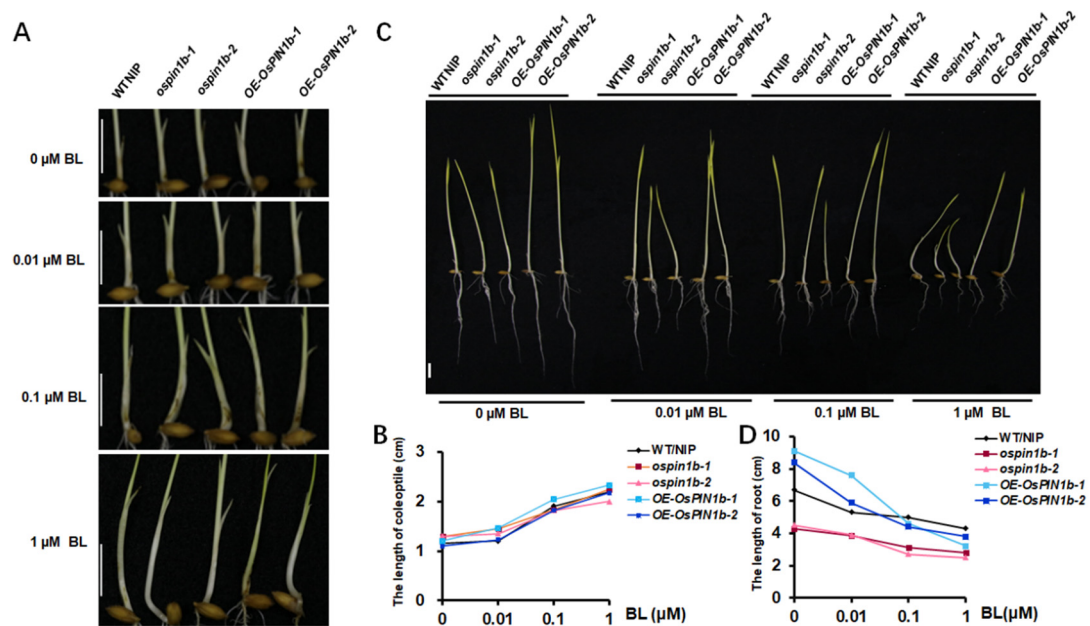 A
WTNIP
ospin1b-1
ospin1b-2
OE-OsPIN1b-1
OE-OsPIN1b-2
0 μM BL
0.01 μM BL
0.1 μM BL
1 μM BL
C
WTNIP
ospin1b-1
ospin1b-2
OE-OsPIN1b-1
OE-OsPIN1b-2
WTNIP
ospin1b-1
ospin1b-2
OE-OsPIN1b-1
OE-OsPIN1b-2
WTNIP
ospin1b-1
ospin1b-2
OE-OsPIN1b-1
OE-OsPIN1b-2
WTNIP
ospin1b-1
ospin1b-2
OE-OsPIN1b-1
OE-OsPIN1b-2
0 μM BL
0.01 μM BL
0.1 μM BL
1 μM BL
B
The length of coleoptile (cm)
3
2
1
0
0
0.01
0.1
1
BL (μM)
WT/NIP
ospin1b-1
ospin1b-2
OE-OsPIN1b-1
OE-OsPIN1b-2
D
The length of root (cm)
10
8
6
4
2
0
0
0.01
0.1
1
BL(μM)
WT/NIP
ospin1b-1
ospin1b-2
OE-OsPIN1b-1
OE-OsPIN1b-2